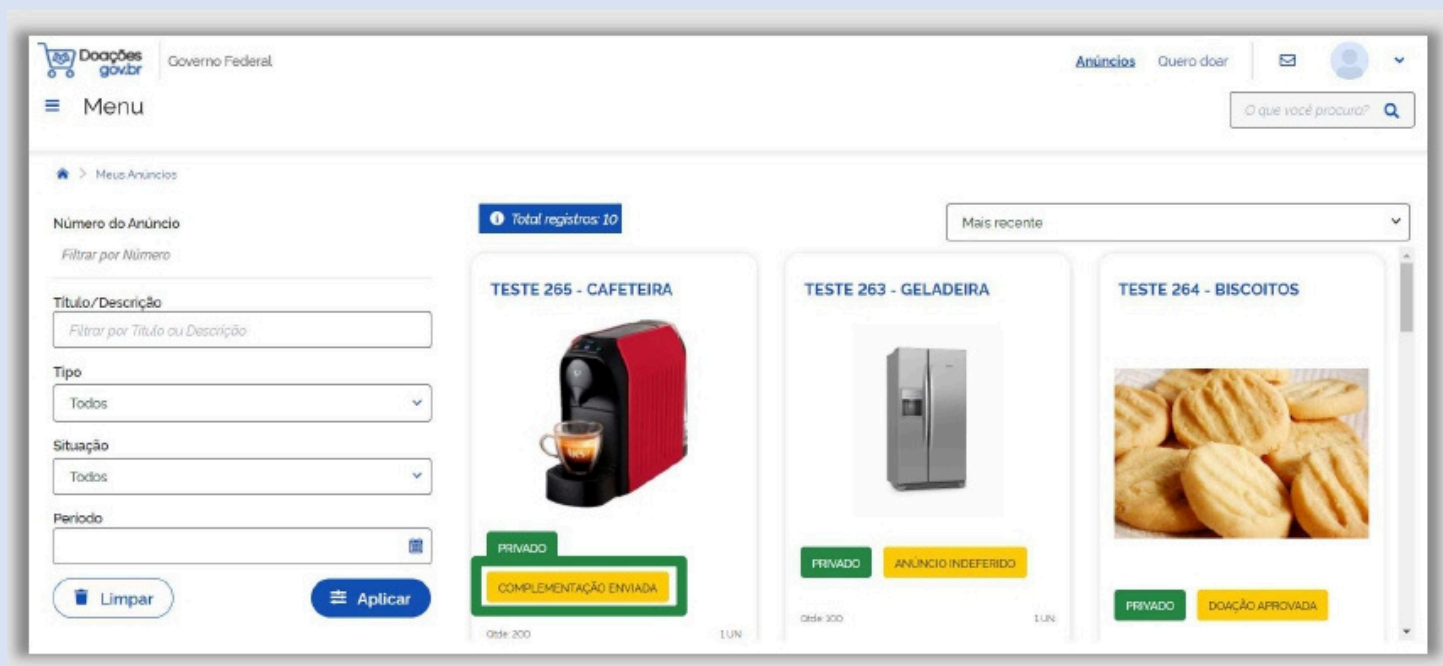 Doações
gov.br
Governo Federal
Anúncios
Quero doar
Menu
O que você procura?
Meus Anúncios
Número do Anúncio
Filtrar por Número
Título/Descrição
Filtrar por Título ou Descrição
Tipo
Todos
Situação
Todos
Período
Limpar
Aplicar
Total registros: 10
Mais recente
TESTE 265 - CAFETEIRA
PRIVADO
COMPLEMENTAÇÃO ENVIADA
Qtde 200
1 UN
TESTE 263 - GELADEIRA
PRIVADO
ANÚNCIO INDEFERIDO
Qtde 100
1 UN
TESTE 264 - BISCOITOS
PRIVADO
DOAÇÃO APROVADA